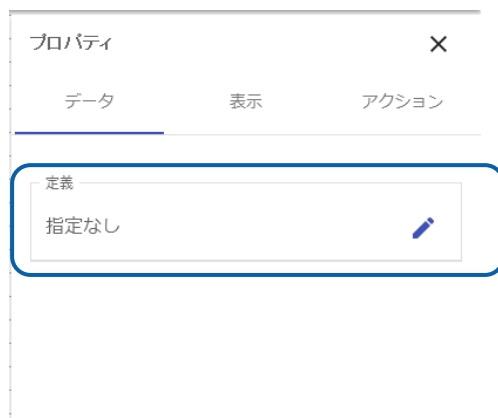 プロパティ
データ 表示 アクション
定義
指定なし